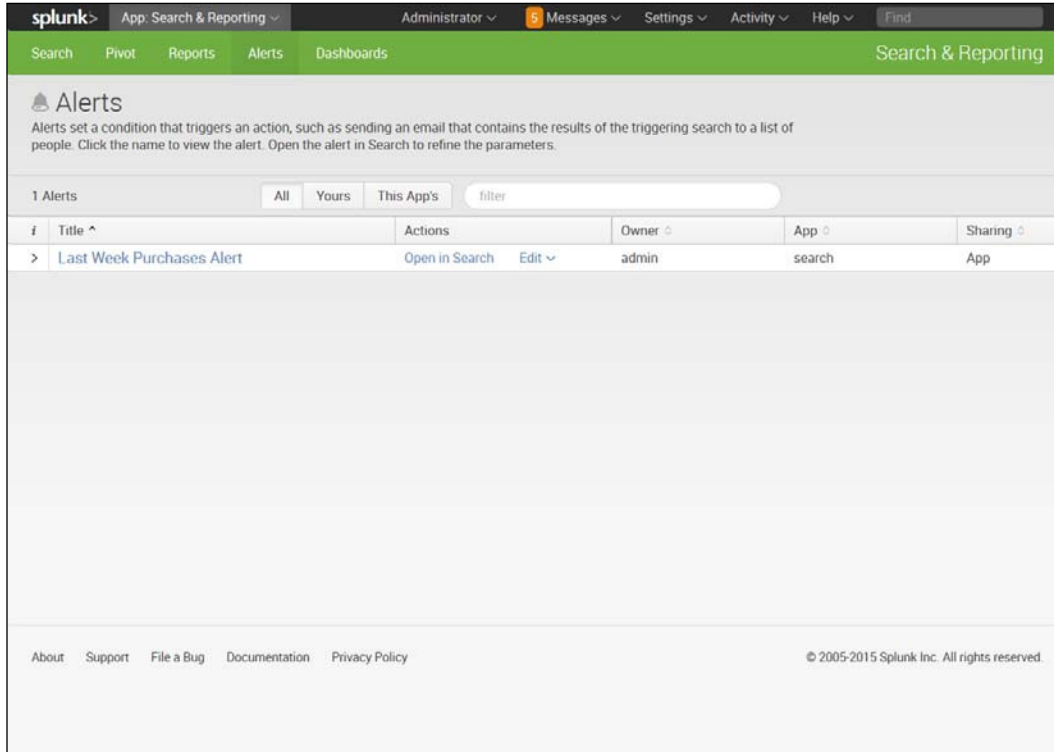 splunk> App: Search & Reporting Administrator 5 Messages Settings Activity Help Find
Search Pivot Reports Alerts Dashboards Search & Reporting
Alerts
Alerts set a condition that triggers an action, such as sending an email that contains the results of the triggering search to a list of
people. Click the name to view the alert. Open the alert in Search to refine the parameters.
1 Alerts All Yours This App's filter
i Title Actions Owner App Sharing
> Last Week Purchases Alert Open in Search Edit admin search App
About Support File a Bug Documentation Privacy Policy © 2005-2015 Splunk Inc. All rights reserved.